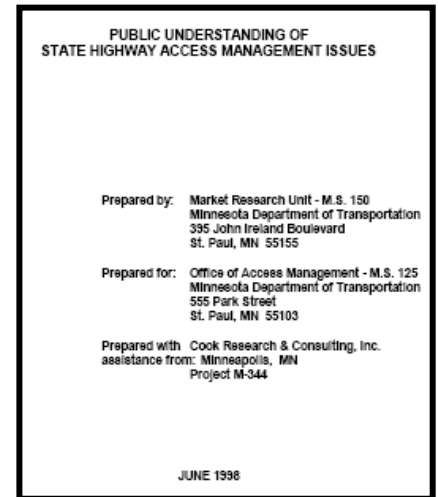 PUBLIC UNDERSTANDING OF
STATE HIGHWAY ACCESS MANAGEMENT ISSUES
Prepared by: Market Research Unit - M.S. 150
Minnesota Department of Transportation
395 John Ireland Boulevard
St. Paul, MN 55155
Prepared for: Office of Access Management - M.S. 125
Minnesota Department of Transportation
555 Park Street
St. Paul, MN 55103
Prepared with Cook Research & Consulting, Inc.
assistance from: Minneapolis, MN
Project M-344
JUNE 1998